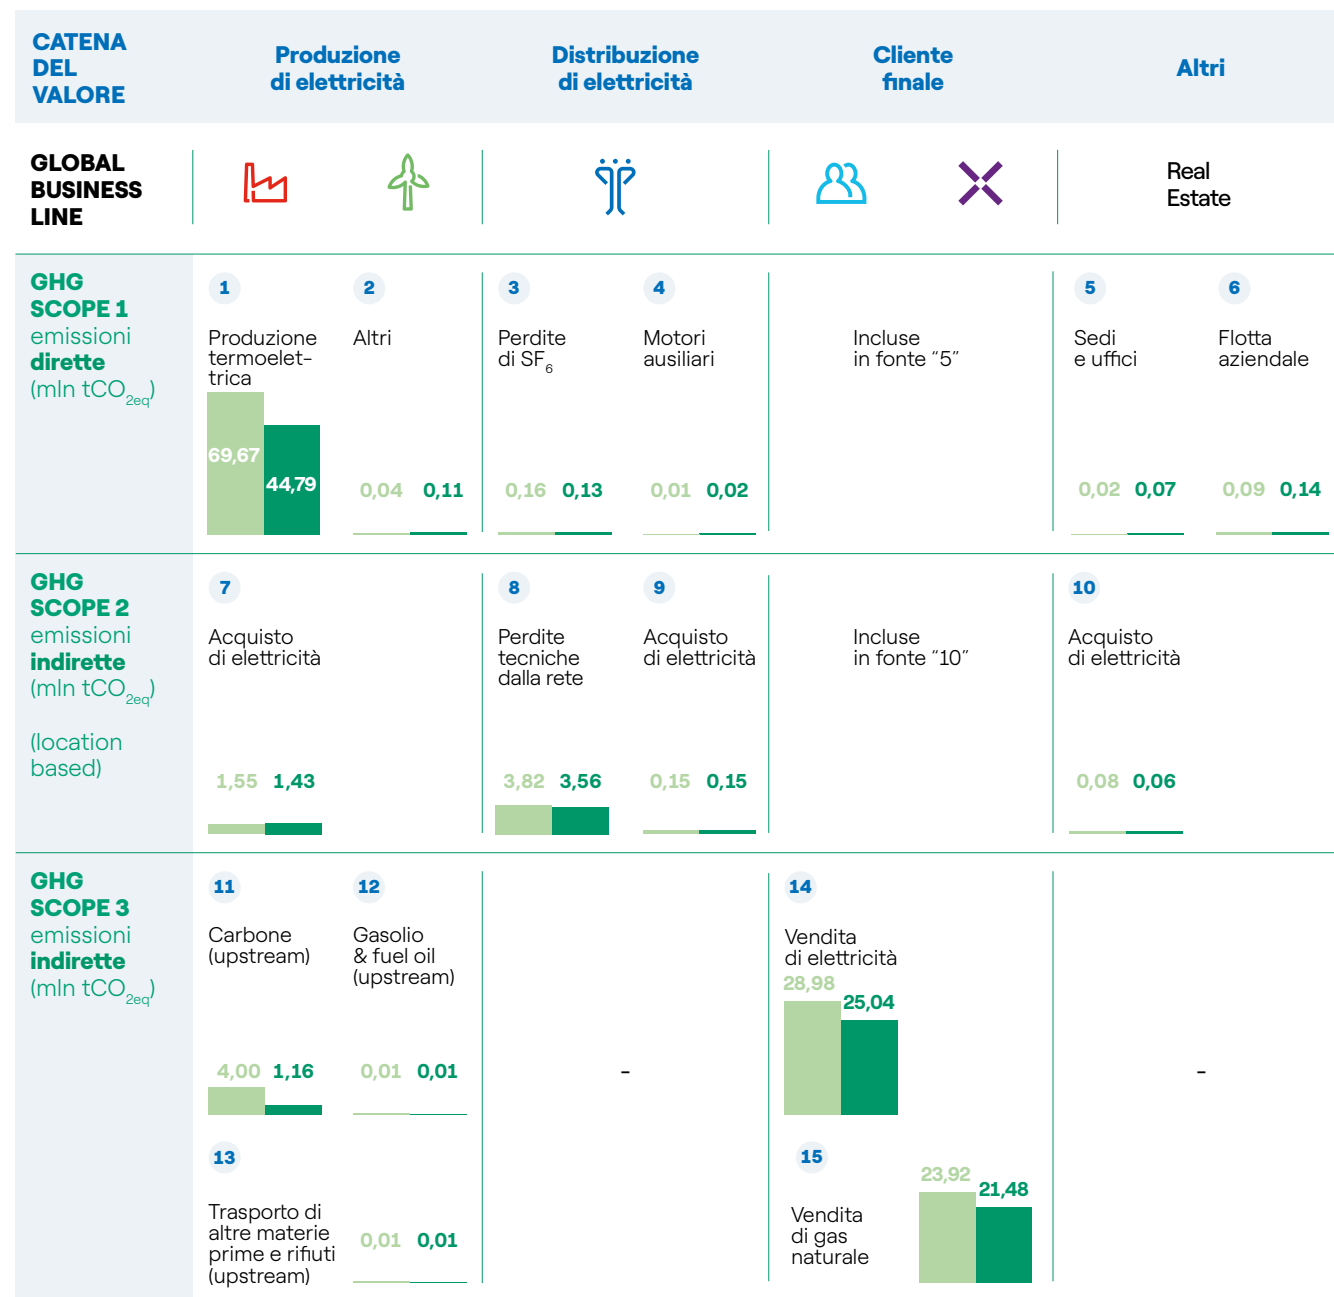 CATENA
DEL
VALORE
Produzione
di elettricità
Distribuzione
di elettricità
Cliente
finale
Altri
GLOBAL
BUSINESS
LINE
Real
Estate
GHG
SCOPE 1
emissioni
dirette
(mln tCO2eq)
1
Produzione
termoelet-
trica
69,67
44,79
2
Altri
0,04 0,11
3
Perdite
di SF6
0,16 0,13
4
Motori
ausiliari
0,01 0,02
Incluse
in fonte “5”
5
Sedi
e uffici
0,02 0,07
6
Flotta
aziendale
0,09 0,14
GHG
SCOPE 2
emissioni
indirette
(mln tCO2eq)
(location
based)
7
Acquisto
di elettricità
1,55 1,43
8
Perdite
tecniche
dalla rete
3,82 3,56
9
Acquisto
di elettricità
0,15 0,15
Incluse
in fonte “10”
10
Acquisto
di elettricità
0,08 0,06
GHG
SCOPE 3
emissioni
indirette
(mln tCO2eq)
11
Carbone
(upstream)
4,00 1,16
12
Gasolio
& fuel oil
(upstream)
0,01 0,01
13
Trasporto di
altre materie
prime e rifiuti
(upstream)
0,01 0,01
-
14
Vendita
di elettricità
28,98
25,04
15
Vendita
di gas
naturale
23,92
21,48
-